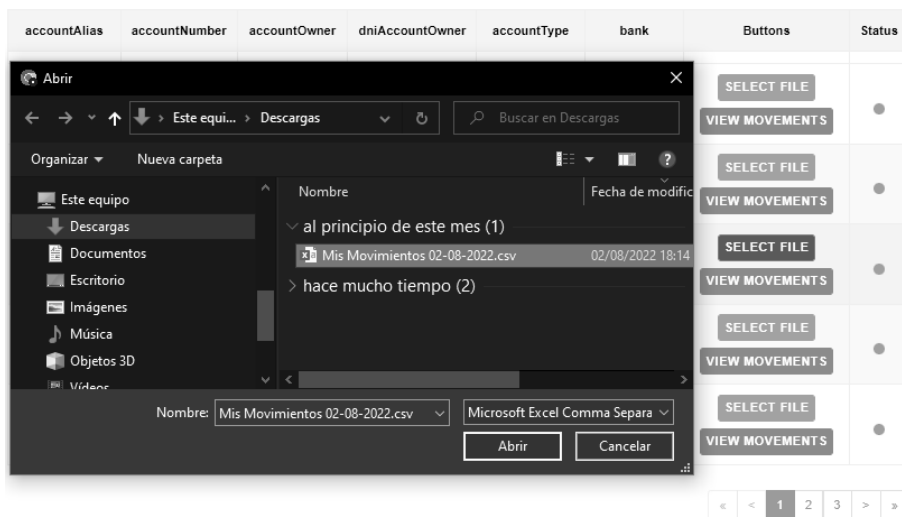 accountAlias accountNumber accountOwner dniAccountOwner accountType bank Buttons Status
Abrir
Este equi... > Descargas
Buscar en Descargas
Organizar Nueva carpeta
Este equipo
Descargas
Documentos
Escritorio
Imágenes
Música
Objetos 3D
Vídeos
Nombre Fecha de modific
al principio de este mes (1)
Mis Movimientos 02-08-2022.csv 02/08/2022 18:14
hace mucho tiempo (2)
Nombre: Mis Movimientos 02-08-2022.csv Microsoft Excel Comma Separa
Abrir Cancelar
SELECT FILE
VIEW MOVEMENTS
SELECT FILE
VIEW MOVEMENTS
SELECT FILE
VIEW MOVEMENTS
SELECT FILE
VIEW MOVEMENTS
SELECT FILE
VIEW MOVEMENTS
« < 1 2 3 > »